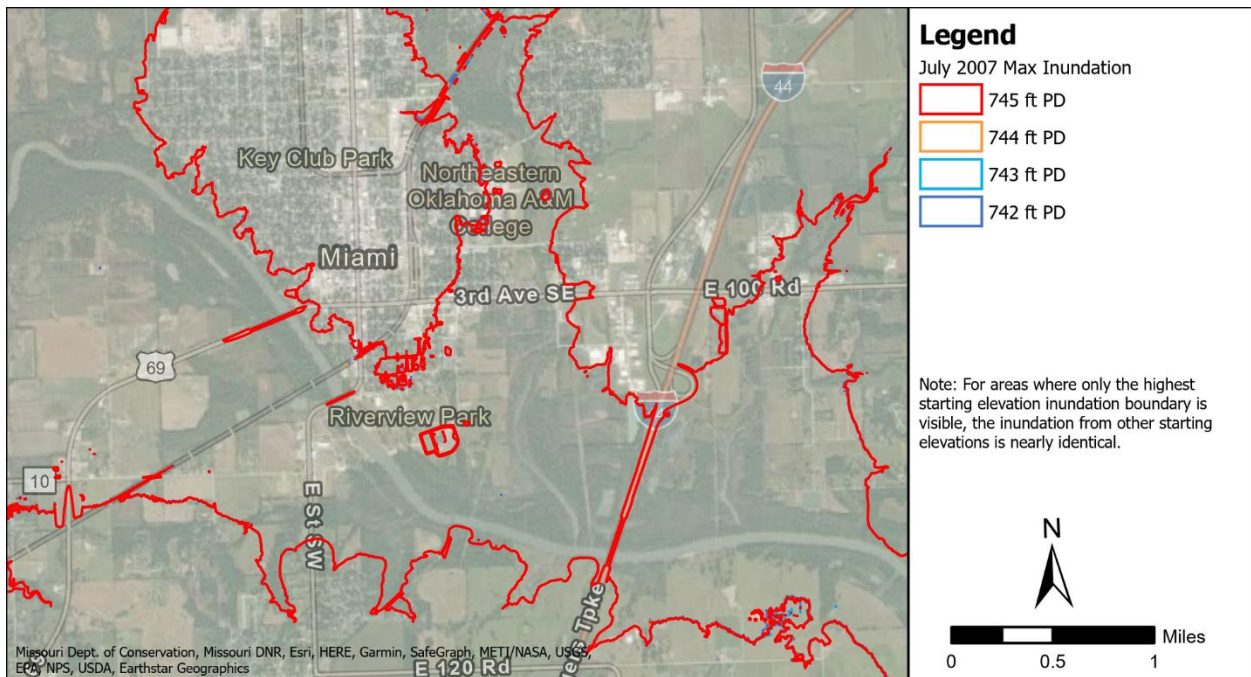 Key Club Park
Northeastern
Oklahoma A&M
College
Miami
3rd Ave SE
E 100 Rd
44
69
Riverview Park
10
E St SW
E 120 Rd
Missouri Dept. of Conservation, Missouri DNR, Esri, HERE, Garmin, SafeGraph, METI/NASA, USGS,
EPA, NPS, USDA, Earthstar Geographics
Legend
July 2007 Max Inundation
745 ft PD
744 ft PD
743 ft PD
742 ft PD
Note: For areas where only the highest
starting elevation inundation boundary is
visible, the inundation from other starting
elevations is nearly identical.
N
Miles
0 0.5 1